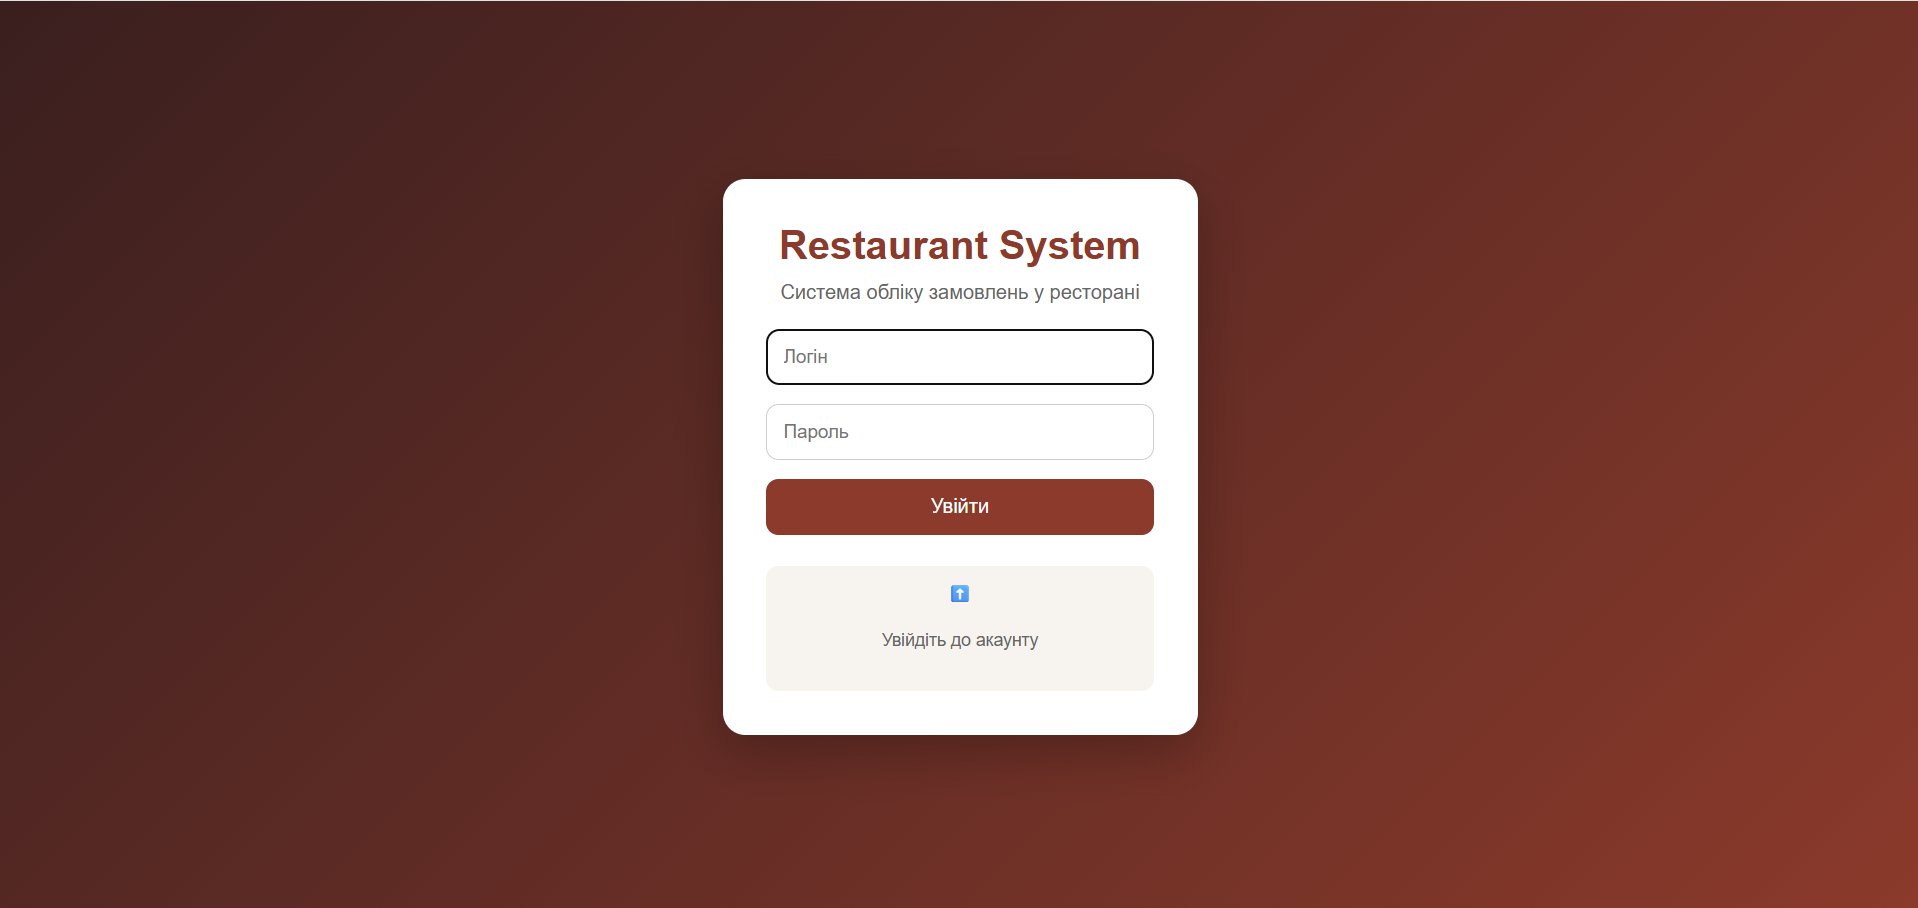 Restaurant System
Система обліку замовлень у ресторані
Логін
Пароль
Увійти
Увійдіть до акаунту